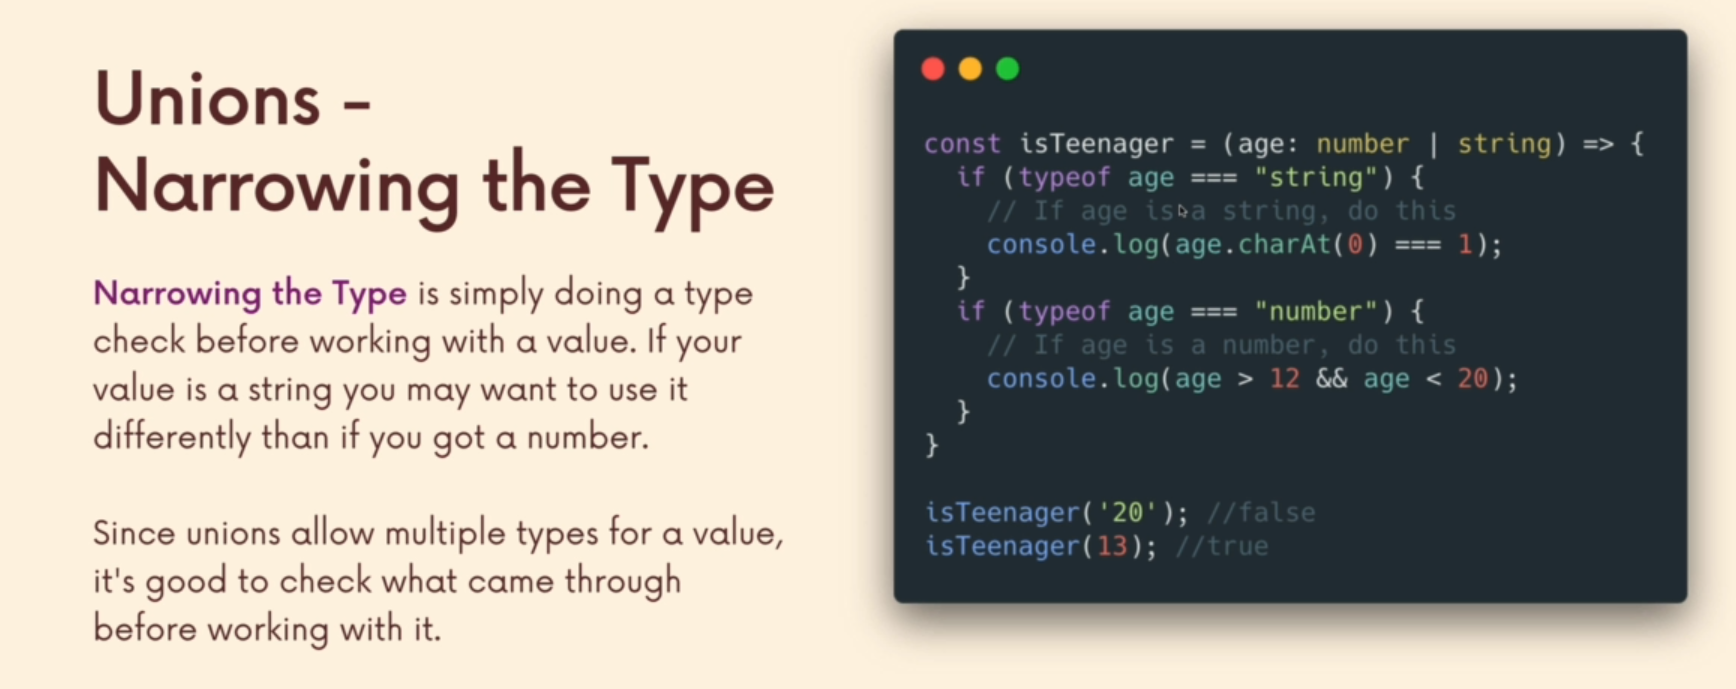 Unions -
Narrowing the Type
Narrowing the Type is simply doing a type
check before working with a value. If your
value is a string you may want to use it
differently than if you got a number.
Since unions allow multiple types for a value,
it's good to check what came through
before working with it.
const isTeenager = (age: number | string) => {
  if (typeof age === "string") {
    // If age is a string, do this
    console.log(age.charAt(0) === 1);
  }
  if (typeof age === "number") {
    // If age is a number, do this
    console.log(age > 12 && age < 20);
  }
}
isTeenager('20'); //false
isTeenager(13); //true